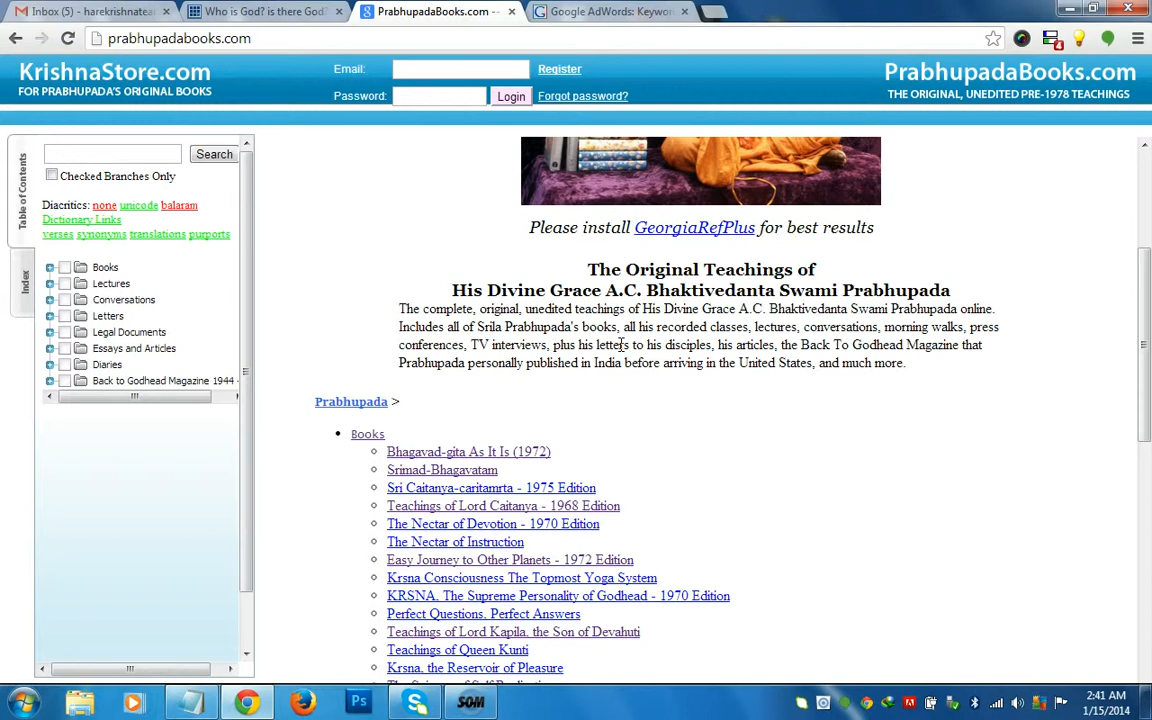 Inbox (5) - harekrishnatea
Who is God? is there God?
PrabhupadaBooks.com --
Google AdWords: Keywor
prabhupadabooks.com
KrishnaStore.com
FOR PRABHUPADA'S ORIGINAL BOOKS
Email:
Register
Password:
Login
Forgot password?
PrabhupadaBooks.com
THE ORIGINAL, UNEDITED PRE-1978 TEACHINGS
Table of Contents
Index
Search
Checked Branches Only
Diacritics: none unicode balaram
Dictionary Links
verses synonyms translations purports
Books
Lectures
Conversations
Letters
Legal Documents
Essays and Articles
Diaries
Back to Godhead Magazine 1944 -
Please install GeorgiaRefPlus for best results
The Original Teachings of
His Divine Grace A.C. Bhaktivedanta Swami Prabhupada
The complete, original, unedited teachings of His Divine Grace A.C. Bhaktivedanta Swami Prabhupada online.
Includes all of Srila Prabhupada's books, all his recorded classes, lectures, conversations, morning walks, press
conferences, TV interviews, plus his letters to his disciples, his articles, the Back To Godhead Magazine that
Prabhupada personally published in India before arriving in the United States, and much more.
Prabhupada >
Books
Bhagavad-gita As It Is (1972)
Srimad-Bhagavatam
Sri Caitanya-caritamrta - 1975 Edition
Teachings of Lord Caitanya - 1968 Edition
The Nectar of Devotion - 1970 Edition
The Nectar of Instruction
Easy Journey to Other Planets - 1972 Edition
Krsna Consciousness The Topmost Yoga System
KRSNA, The Supreme Personality of Godhead - 1970 Edition
Perfect Questions, Perfect Answers
Teachings of Lord Kapila, the Son of Devahuti
Teachings of Queen Kunti
Krsna, the Reservoir of Pleasure
Ps
SOM
2:41 AM
1/15/2014